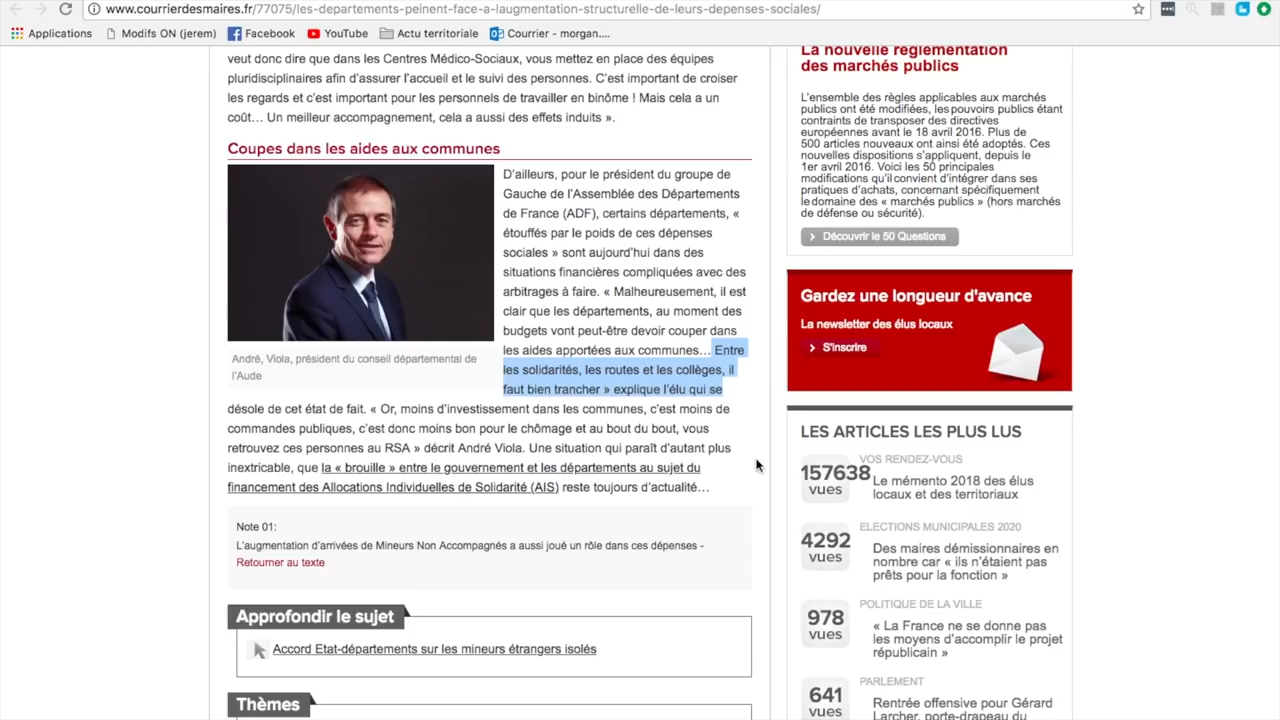 www.courrierdesmaires.fr/77075/les-departements-peinent-face-a-laugmentation-structurelle-de-leurs-depenses-sociales/
Applications
Modifs ON (jerem)
Facebook
YouTube
Actu territoriale
Courrier - morgan....
veut donc dire que dans les Centres Médico-Sociaux, vous mettez en place des équipes
pluridisciplinaires afin d’assurer l’accueil et le suivi des personnes. C’est important de croiser
les regards et c’est important pour les personnels de travailler en binôme ! Mais cela a un
coût… Un meilleur accompagnement, cela a aussi des effets induits ».
Coupes dans les aides aux communes
D’ailleurs, pour le président du groupe de
Gauche de l’Assemblée des Départements
de France (ADF), certains départements, «
étouffés par le poids de ces dépenses
sociales » sont aujourd’hui dans des
situations financières compliquées avec des
arbitrages à faire. « Malheureusement, il est
clair que les départements, au moment des
budgets vont peut-être devoir couper dans
les aides apportées aux communes… Entre
les solidarités, les routes et les collèges, il
faut bien trancher » explique l’élu qui se
André, Viola, président du conseil départemental de
l’Aude
désole de cet état de fait. « Or, moins d’investissement dans les communes, c’est moins de
commandes publiques, c’est donc moins bon pour le chômage et au bout du bout, vous
retrouvez ces personnes au RSA » décrit André Viola. Une situation qui paraît d’autant plus
inextricable, que la « brouille » entre le gouvernement et les départements au sujet du
financement des Allocations Individuelles de Solidarité (AIS) reste toujours d’actualité…
Note 01:
L’augmentation d’arrivées de Mineurs Non Accompagnés a aussi joué un rôle dans ces dépenses -
Retourner au texte
Approfondir le sujet
Accord Etat-départements sur les mineurs étrangers isolés
Thèmes
La nouvelle réglementation
des marchés publics
L’ensemble des règles applicables aux marchés
publics ont été modifiées, les pouvoirs publics étant
contraints de transposer des directives
européennes avant le 18 avril 2016. Plus de
500 articles nouveaux ont ainsi été adoptés. Ces
nouvelles dispositions s’appliquent, depuis le
1er avril 2016. Voici les 50 principales
modifications qu’il convient d’intégrer dans ses
pratiques d’achats, concernant spécifiquement
le domaine des « marchés publics » (hors marchés
de défense ou sécurité).
Découvrir le 50 Questions
Gardez une longueur d'avance
La newsletter des élus locaux
S'inscrire
LES ARTICLES LES PLUS LUS
157638
vues
VOS RENDEZ-VOUS
Le mémento 2018 des élus
locaux et des territoriaux
4292
vues
ELECTIONS MUNICIPALES 2020
Des maires démissionnaires en
nombre car « ils n’étaient pas
prêts pour la fonction »
978
vues
POLITIQUE DE LA VILLE
« La France ne se donne pas
les moyens d’accomplir le projet
républicain »
641
vues
PARLEMENT
Rentrée offensive pour Gérard
Larcher, porte-drapeau du